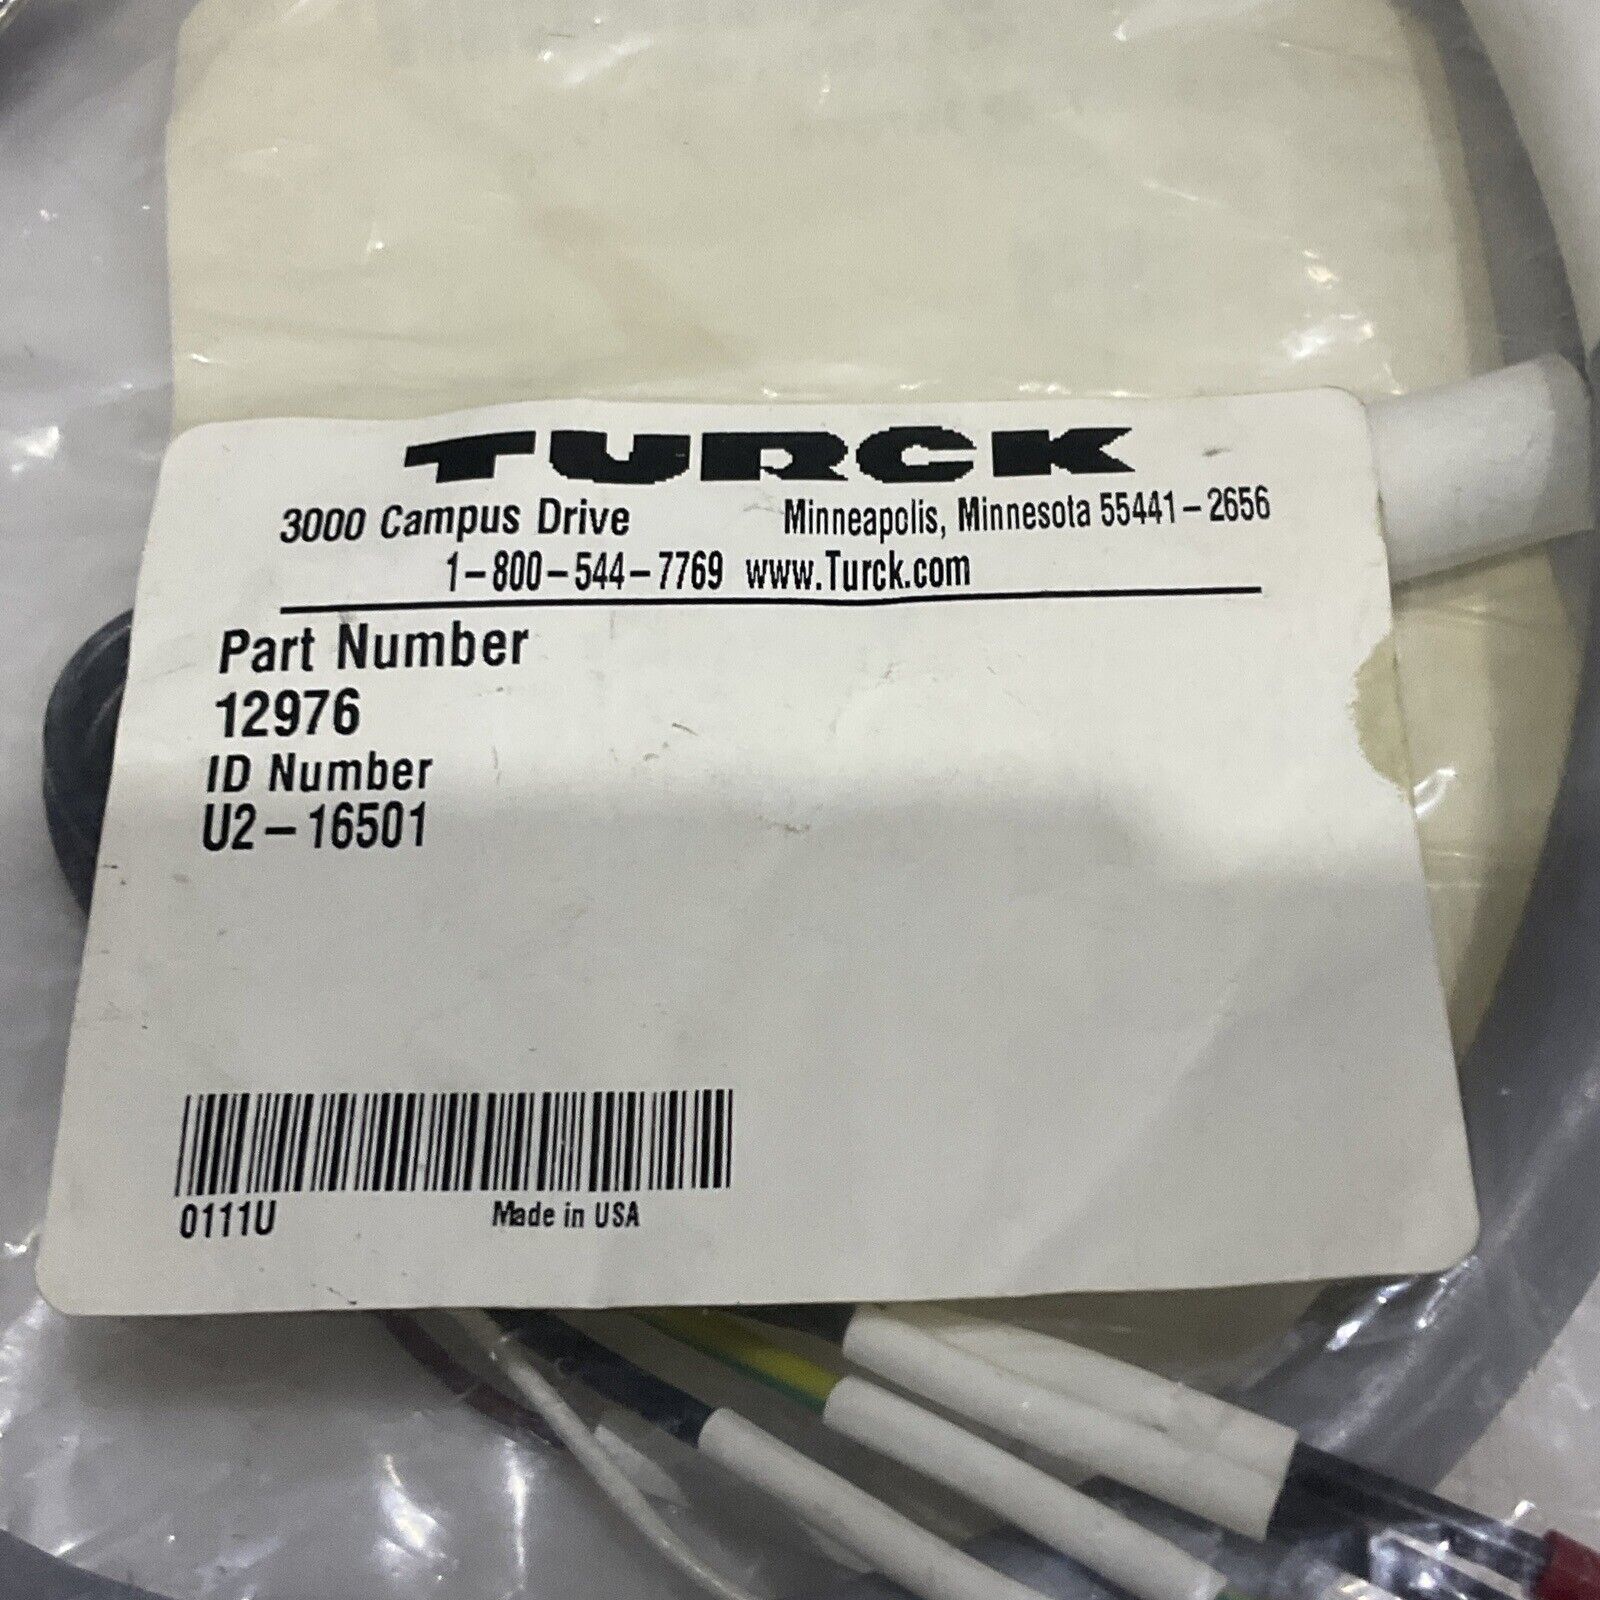 TURCK
3000 Campus Drive Minneapolis, Minnesota 55441-2656
1-800-544-7769 www.Turck.com
Part Number
12976
ID Number
U2-16501
0111U Made in USA